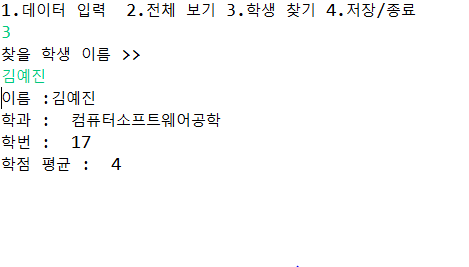 1.데이터 입력  2.전체 보기 3.학생 찾기 4.저장/종료
3
찾을 학생 이름 >>
김예진
이름 :김예진
학과 :  컴퓨터소프트웨어공학
학번 :  17
학점 평균 :  4